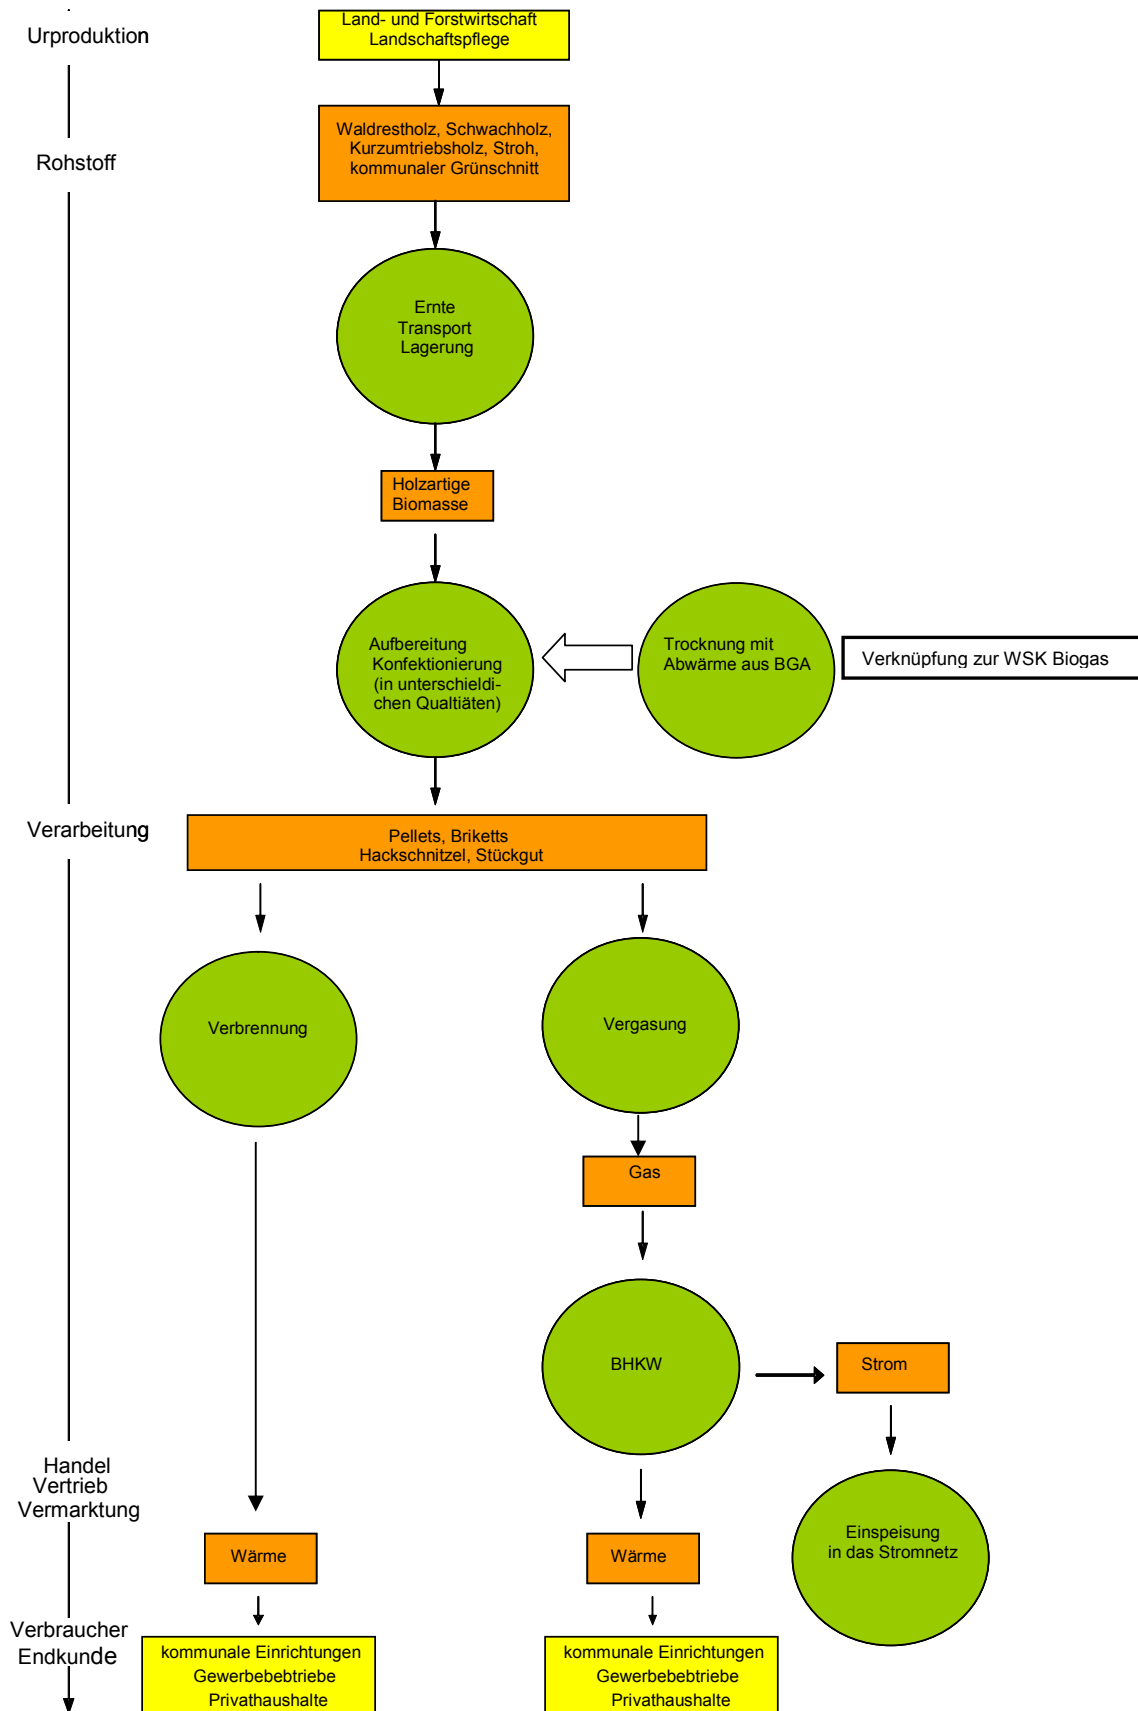 Urproduktion
Land- und Forstwirtschaft
Landschaftspflege
Rohstoff
Waldrestholz, Schwachholz,
Kurzumtriebsholz, Stroh,
kommunaler Grünschnitt
Ernte
Transport
Lagerung
Holzartige
Biomasse
Aufbereitung
Konfektionierung
(in unterschieldi-
chen Qualtiäten)
Trocknung mit
Abwärme aus BGA
Verknüpfung zur WSK Biogas
Verarbeitung
Pellets, Briketts
Hackschnitzel, Stückgut
Verbrennung
Vergasung
Gas
BHKW
Strom
Handel
Vertrieb
Vermarktung
Einspeisung
in das Stromnetz
Wärme
Wärme
Verbraucher
Endkunde
kommunale Einrichtungen
Gewerbebebtriebe
Privathaushalte
kommunale Einrichtungen
Gewerbebebtriebe
Privathaushalte